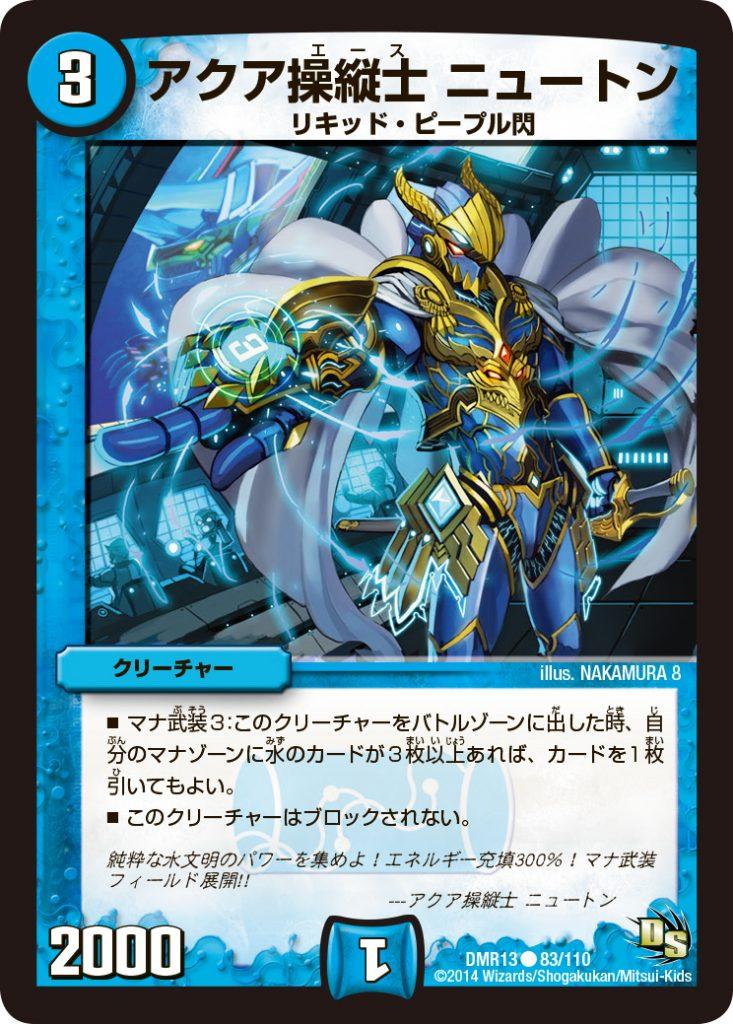 3
エース
アクア操縦士 ニュートン
リキッド・ピープル閃
クリーチャー
illus. NAKAMURA 8
■ マナ武装3:このクリーチャーをバトルゾーンに出した時、自
分のマナゾーンに水のカードが3枚以上あれば、カードを1枚
引いてもよい。
■ このクリーチャーはブロックされない。
純粋な水文明のパワーを集めよ!エネルギー充填300%!マナ武装
フィールド展開!!
---アクア操縦士 ニュートン
2000
1
DS
DMR13 ● 83/110
©2014 Wizards/Shogakukan/Mitsui-Kids